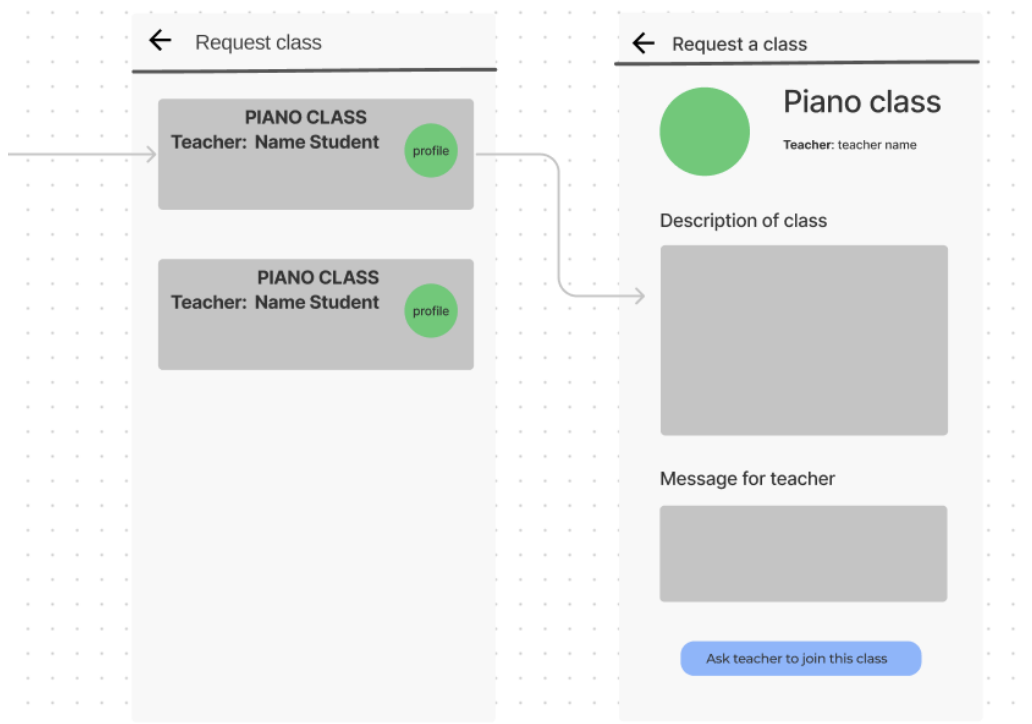 Request class
PIANO CLASS
Teacher: Name Student
profile
PIANO CLASS
Teacher: Name Student
profile
Request a class
Piano class
Teacher: teacher name
Description of class
Message for teacher
Ask teacher to join this class